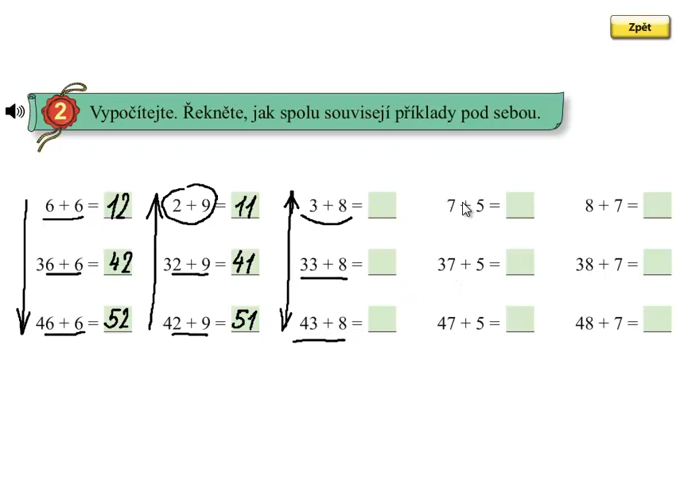 Zpět
2 Vypočítejte. Řekněte, jak spolu souvisejí příklady pod sebou.
6 + 6 = 12 2 + 9 = 11 3 + 8 = 7 + 5 = 8 + 7 =
36 + 6 = 42 32 + 9 = 41 33 + 8 = 37 + 5 = 38 + 7 =
46 + 6 = 52 42 + 9 = 51 43 + 8 = 47 + 5 = 48 + 7 =